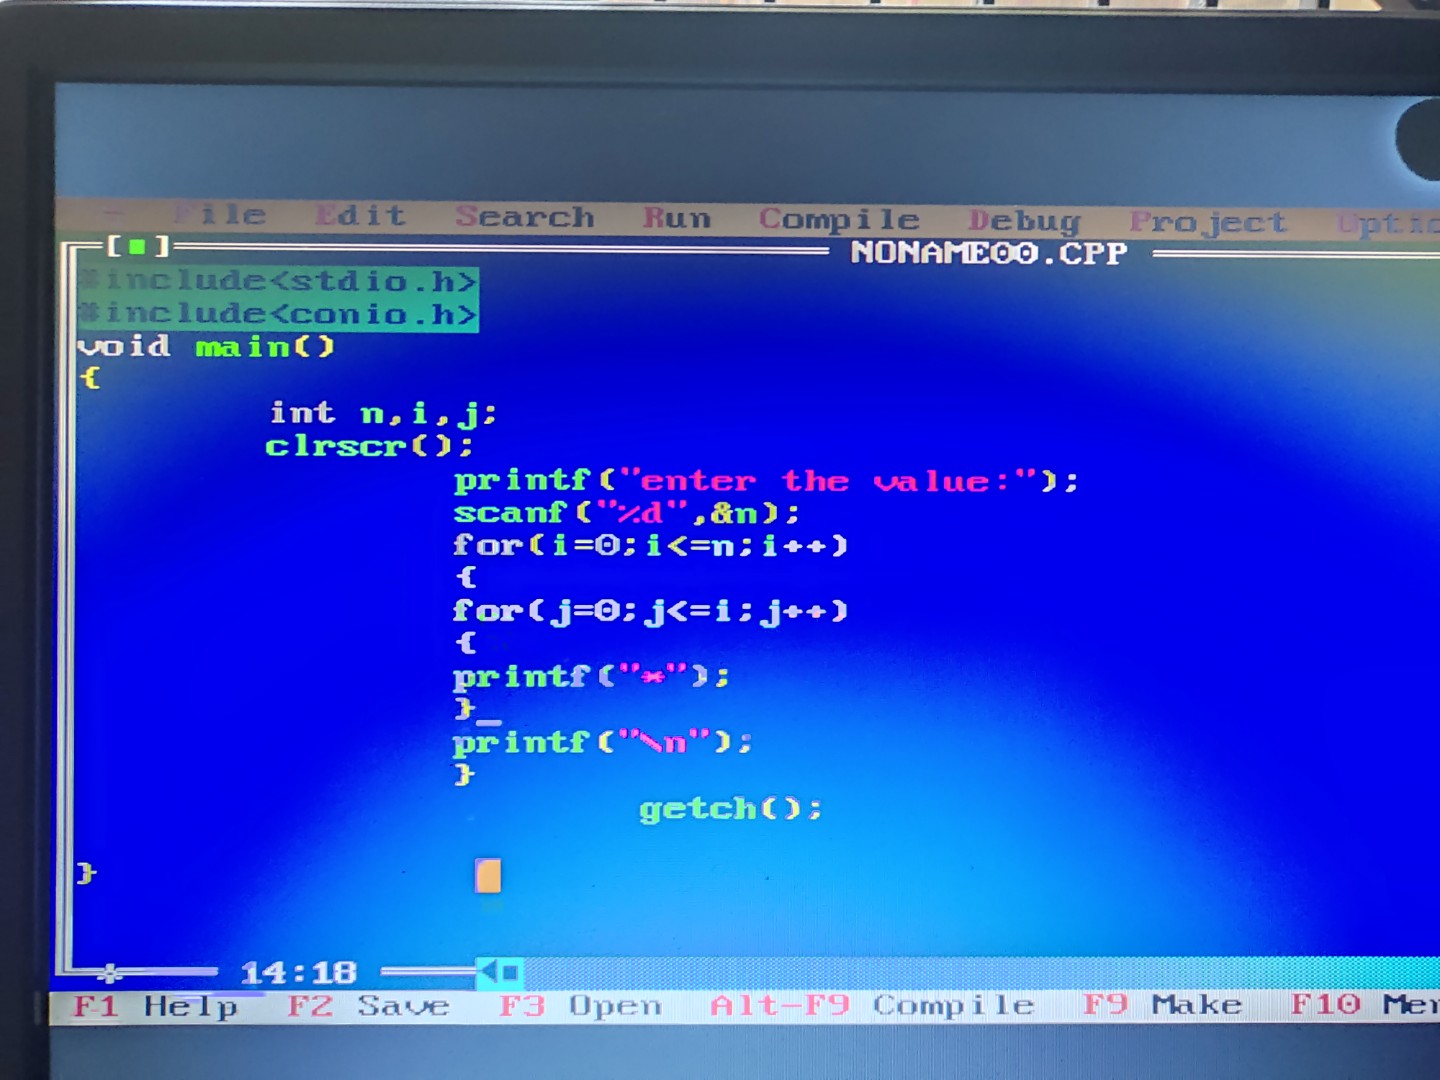 File Edit Search Run Compile Debug Project
NONAME00.CPP
#include<stdio.h>
#include<conio.h>
void main()
{
int n,i,j;
clrscr();
printf("enter the value:");
scanf("%d",&n);
for(i=0;i<=n;i++)
{
for(j=0;j<=i;j++)
{
printf("*");
}
printf("\n");
}
getch();
}
14:18
F1 Help F2 Save F3 Open Alt-F9 Compile F9 Make F10